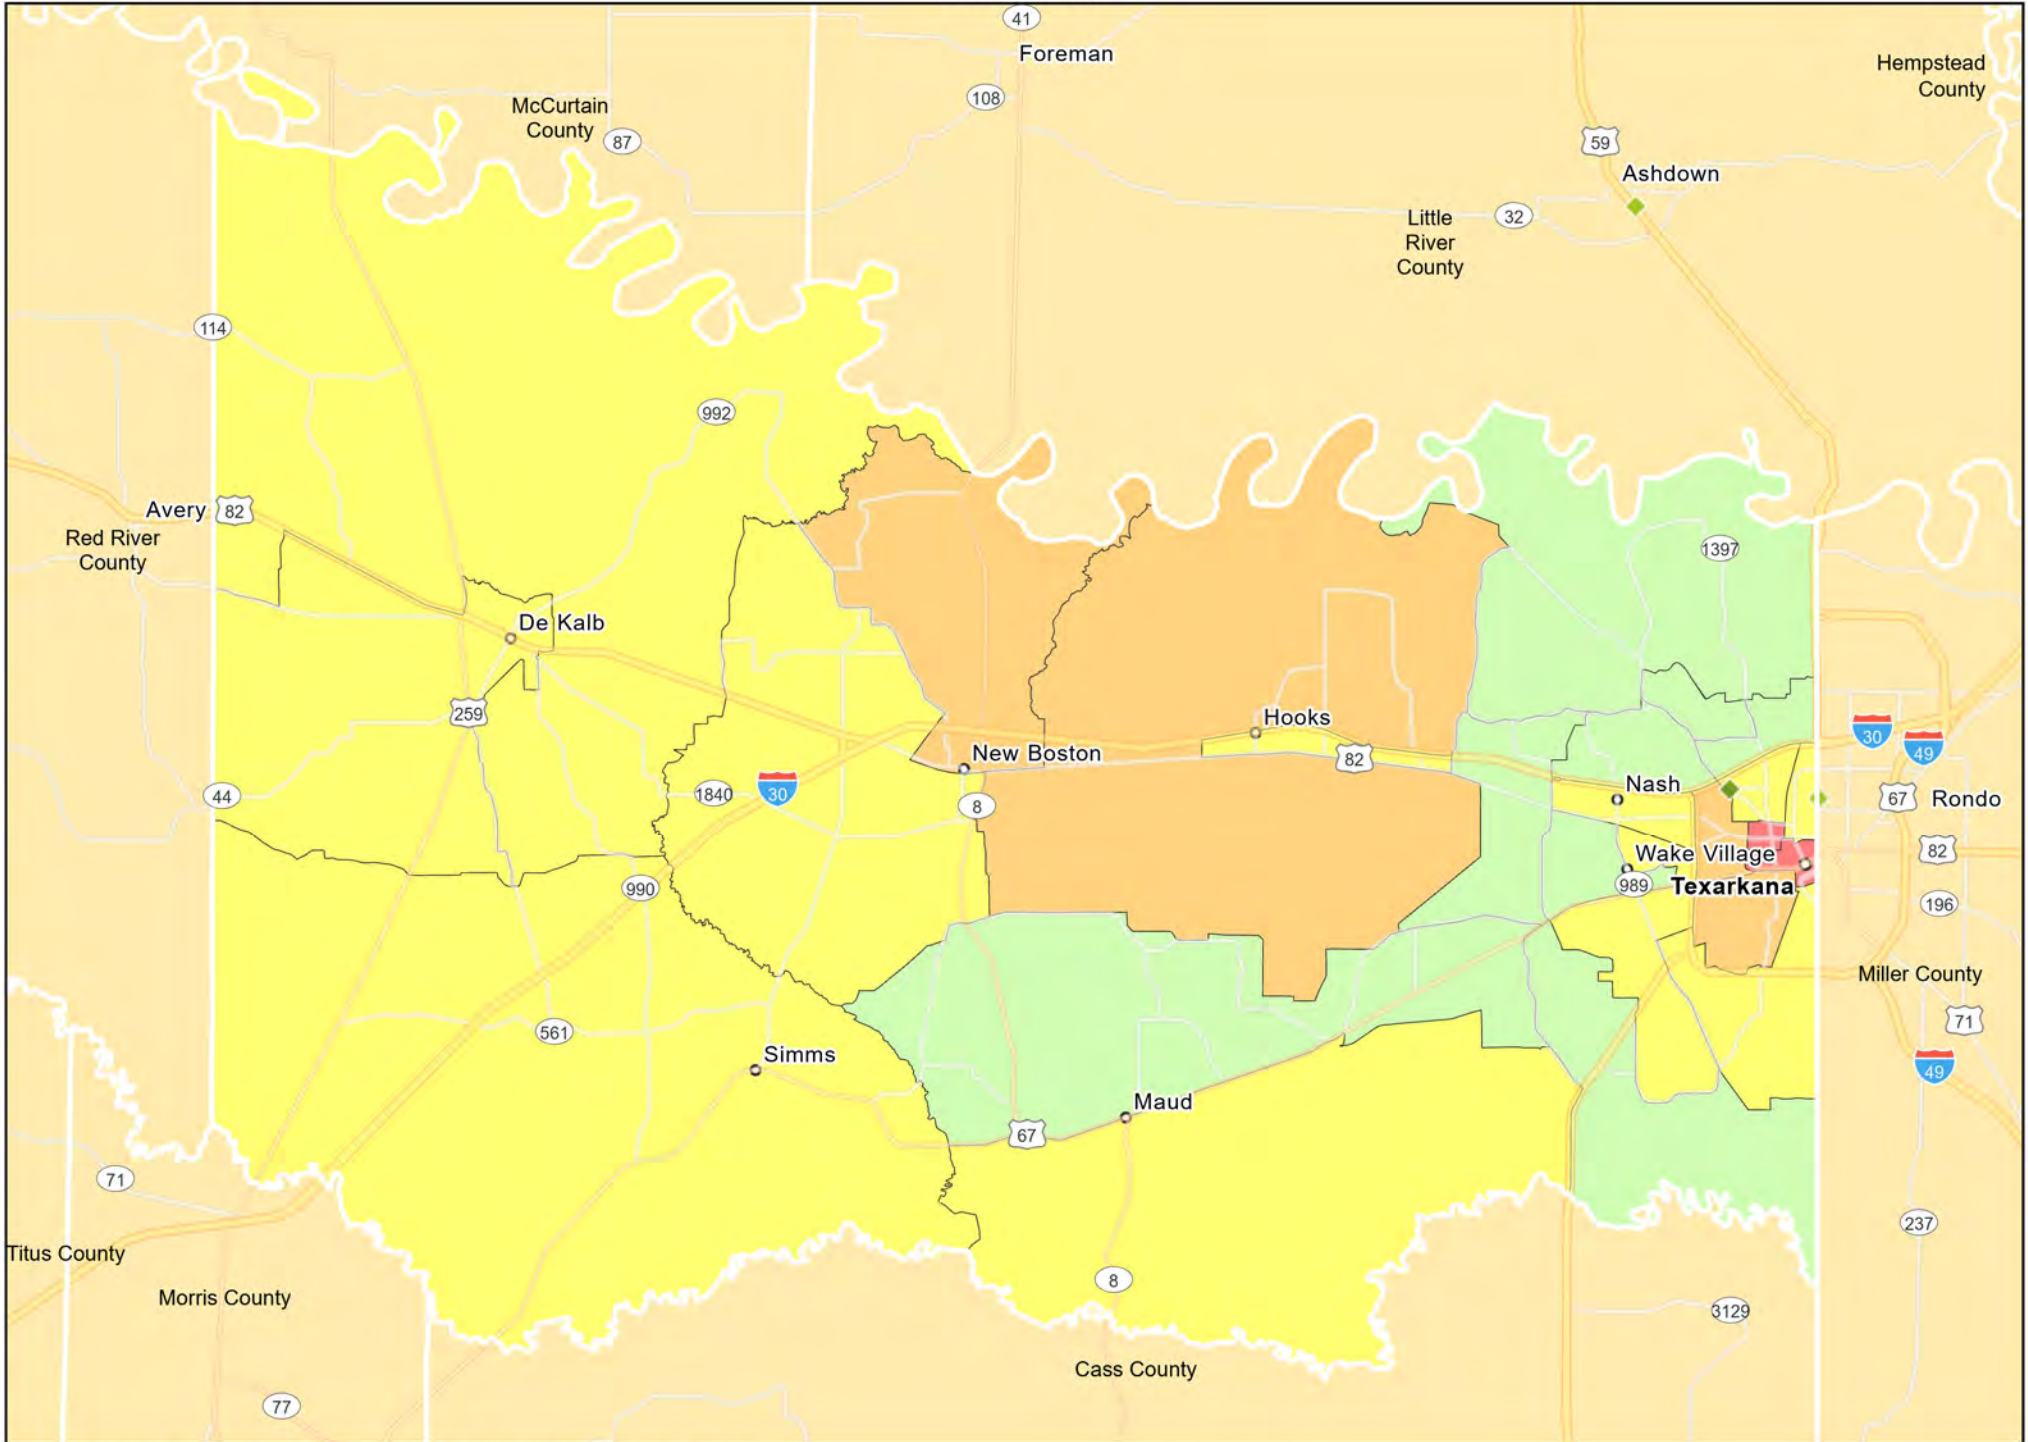 41
Foreman
Hempstead
County
McCurtain
County
108
87
59
Ashdown
Little
River
County
32
114
992
Avery
82
Red River
County
1397
De Kalb
259
Hooks
New Boston
82
30
49
44
1840
30
8
Nash
67
Rondo
Wake Village
82
990
989
Texarkana
196
Miller County
561
71
Simms
49
Maud
67
71
237
Titus County
8
Morris County
3129
Cass County
77